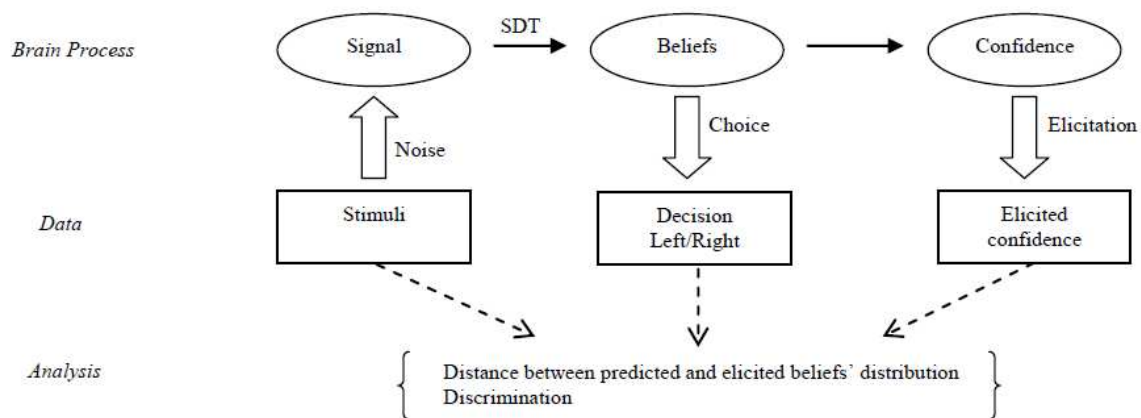 SDT
Brain Process
Signal
Beliefs
Confidence
Noise
Choice
Elicitation
Data
Stimuli
Decision
Left/Right
Elicited
confidence
Analysis
Distance between predicted and elicited beliefs’ distribution
Discrimination